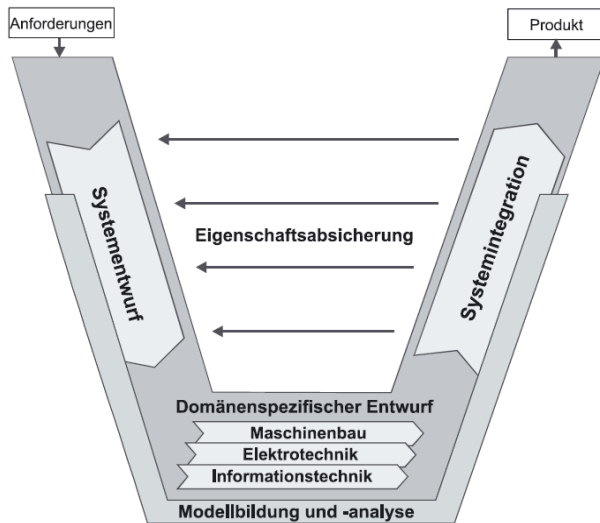 Anforderungen
Produkt
Systementwurf
Systemintegration
Eigenschaftsabsicherung
Domänenspezifischer Entwurf
Maschinenbau
Elektrotechnik
Informationstechnik
Modellbildung und -analyse